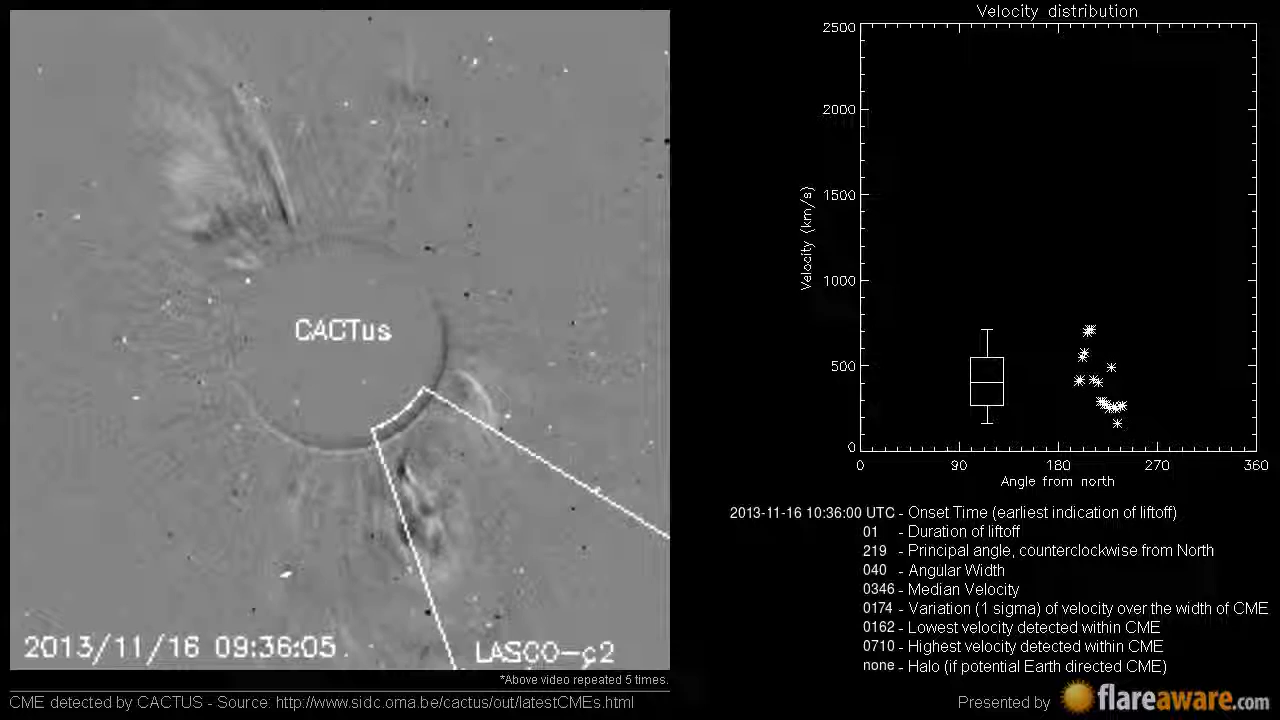 CACTus
2013/11/16 09:36:05
LASCO-c2
*Above video repeated 5 times.
CME detected by CACTUS - Source: http://www.sidc.oma.be/cactus/out/latestCMEs.html
Velocity distribution
2500
2000
1500
1000
500
0
Velocity (km/s)
0 90 180 270 360
Angle from north
2013-11-16 10:36:00 UTC - Onset Time (earliest indication of liftoff)
01 - Duration of liftoff
219 - Principal angle, counterclockwise from North
040 - Angular Width
0346 - Median Velocity
0174 - Variation (1 sigma) of velocity over the width of CME
0162 - Lowest velocity detected within CME
0710 - Highest velocity detected within CME
none - Halo (if potential Earth directed CME)
Presented by flareaware.com